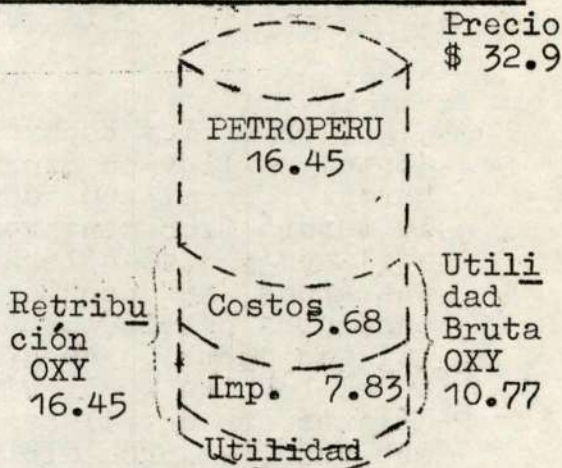 Precio
$ 32.9
PETROPERU
16.45
Retribu
ción
OXY
16.45
Costos
5.68
Imp. 7.83
Utilidad
Utili
dad
Bruta
OXY
10.77